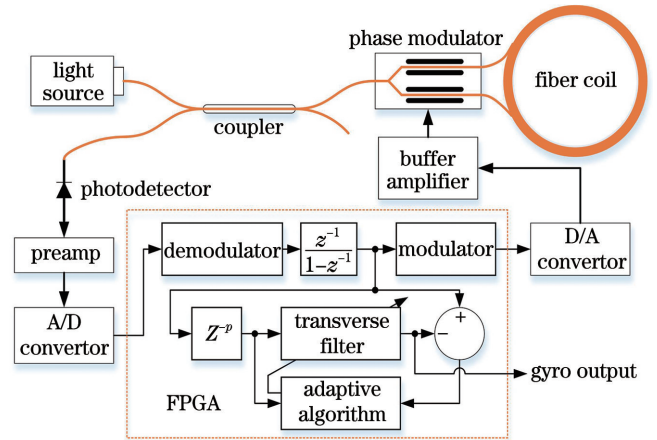 phase modulator
light
source
fiber coil
coupler
buffer
amplifier
photodetector
D/A
convertor
preamp
demodulator
z⁻¹
1−z⁻¹
modulator
A/D
convertor
Z⁻ᵖ
transverse
filter
+
−
gyro output
FPGA
adaptive
algorithm